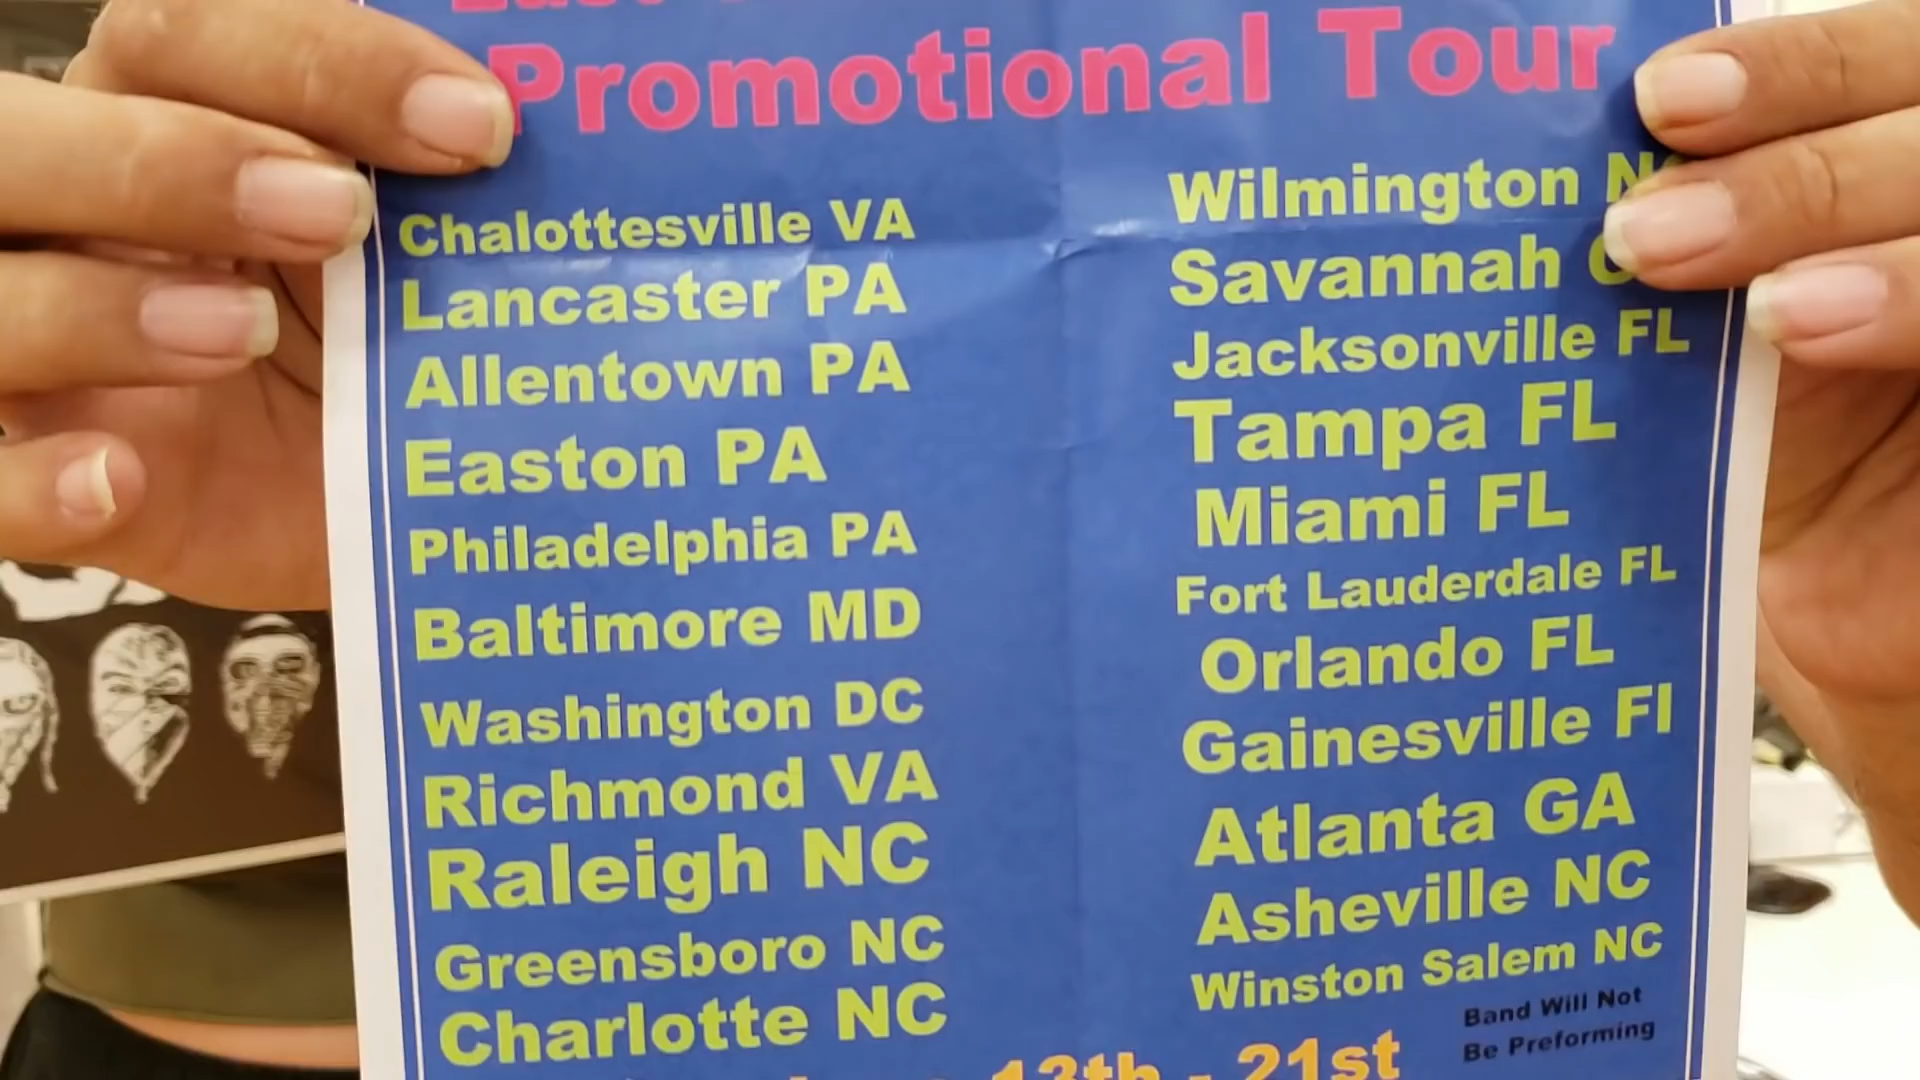 Promotional Tour
Chalottesville VA
Lancaster PA
Allentown PA
Easton PA
Philadelphia PA
Baltimore MD
Washington DC
Richmond VA
Raleigh NC
Greensboro NC
Charlotte NC
Wilmington
Savannah
Jacksonville FL
Tampa FL
Miami FL
Fort Lauderdale FL
Orlando FL
Gainesville Fl
Atlanta GA
Asheville NC
Winston Salem NC
Band Will Not
Be Preforming
13th - 21st